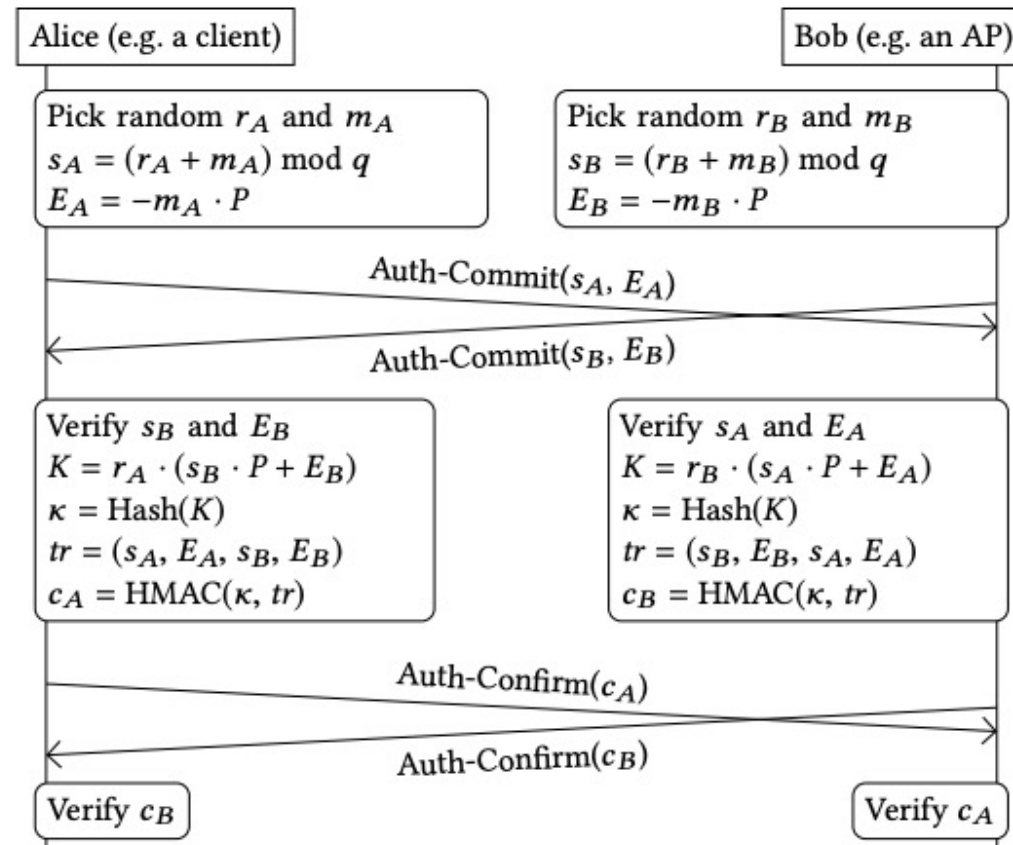 Alice (e.g. a client)
Bob (e.g. an AP)
Pick random r_A and m_A
s_A = (r_A + m_A) mod q
E_A = −m_A · P
Pick random r_B and m_B
s_B = (r_B + m_B) mod q
E_B = −m_B · P
Auth-Commit(s_A, E_A)
Auth-Commit(s_B, E_B)
Verify s_B and E_B
K = r_A · (s_B · P + E_B)
κ = Hash(K)
tr = (s_A, E_A, s_B, E_B)
c_A = HMAC(κ, tr)
Verify s_A and E_A
K = r_B · (s_A · P + E_A)
κ = Hash(K)
tr = (s_B, E_B, s_A, E_A)
c_B = HMAC(κ, tr)
Auth-Confirm(c_A)
Auth-Confirm(c_B)
Verify c_B
Verify c_A